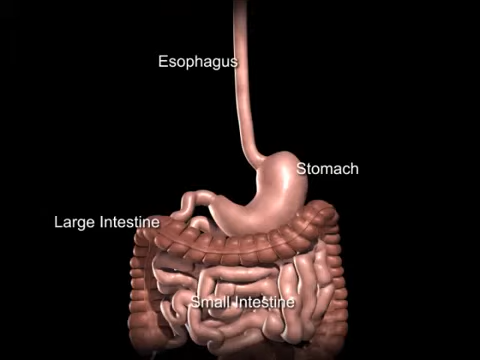 Esophagus
Stomach
Large Intestine
Small Intestine